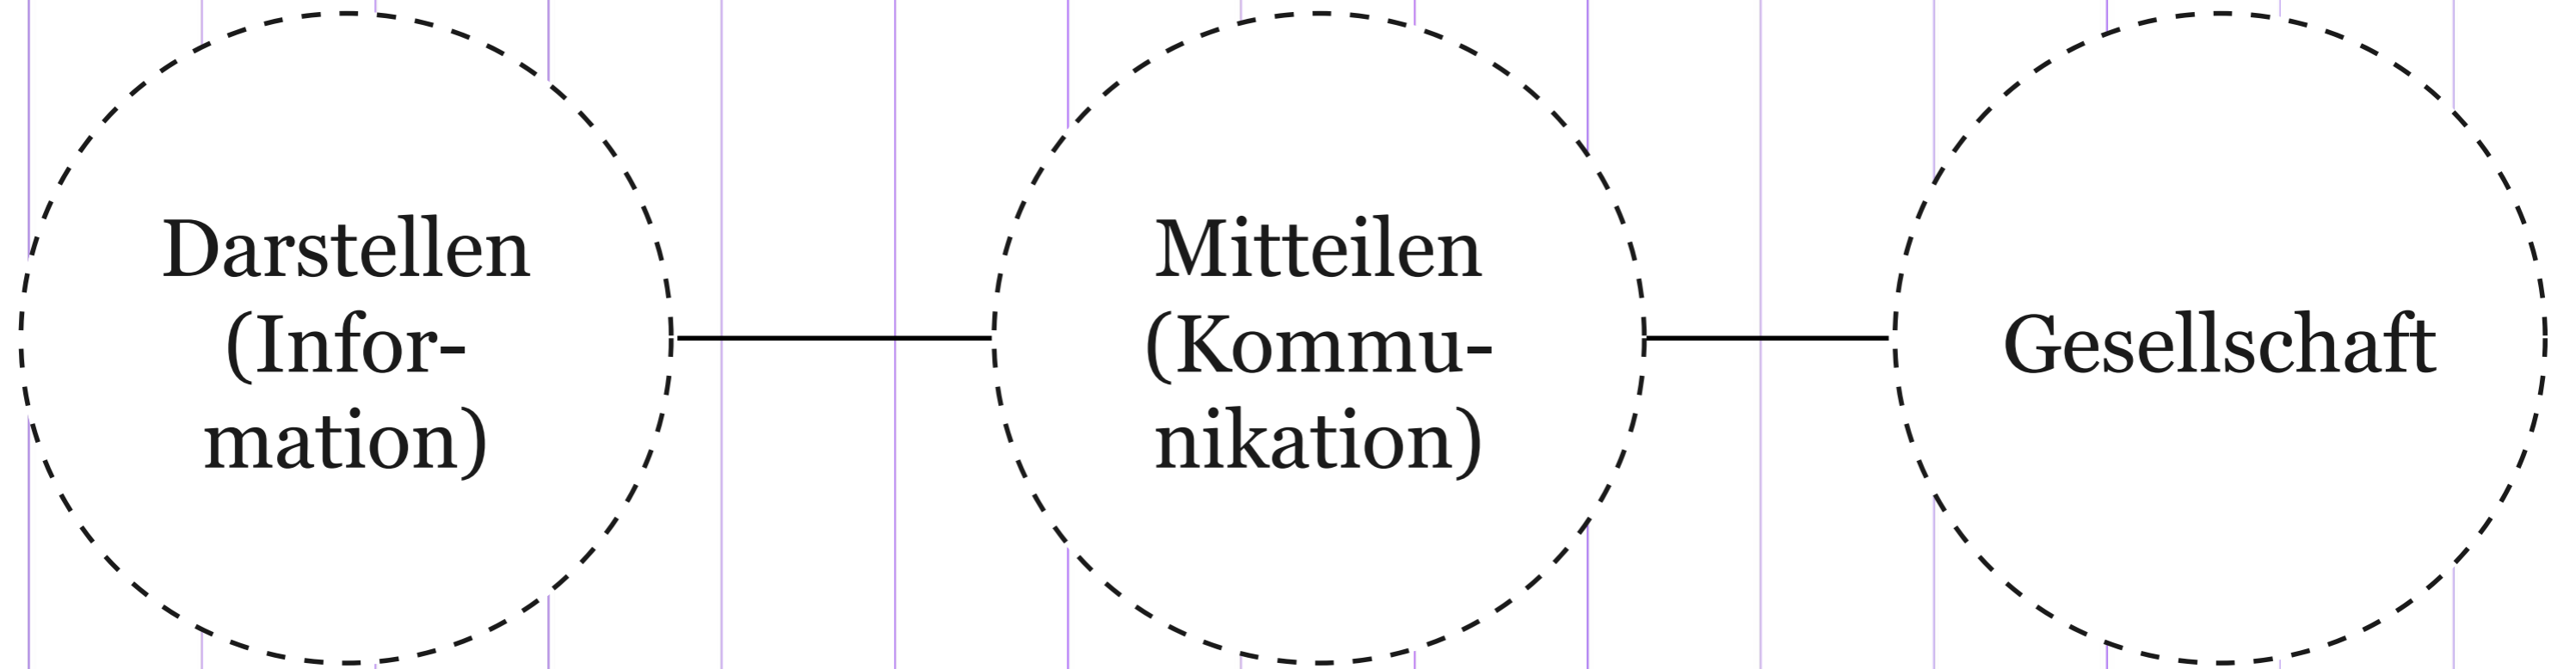 Darstellen
(Infor-
mation)
Mitteilen
(Kommu-
nikation)
Gesellschaft